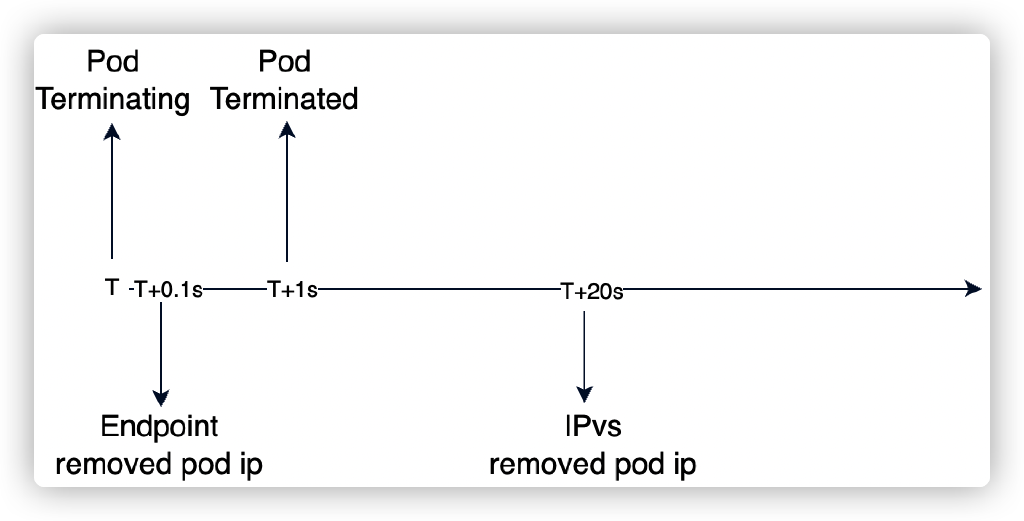 Pod
Terminating
Pod
Terminated
T
T+0.1s
T+1s
T+20s
Endpoint
removed pod ip
IPvs
removed pod ip